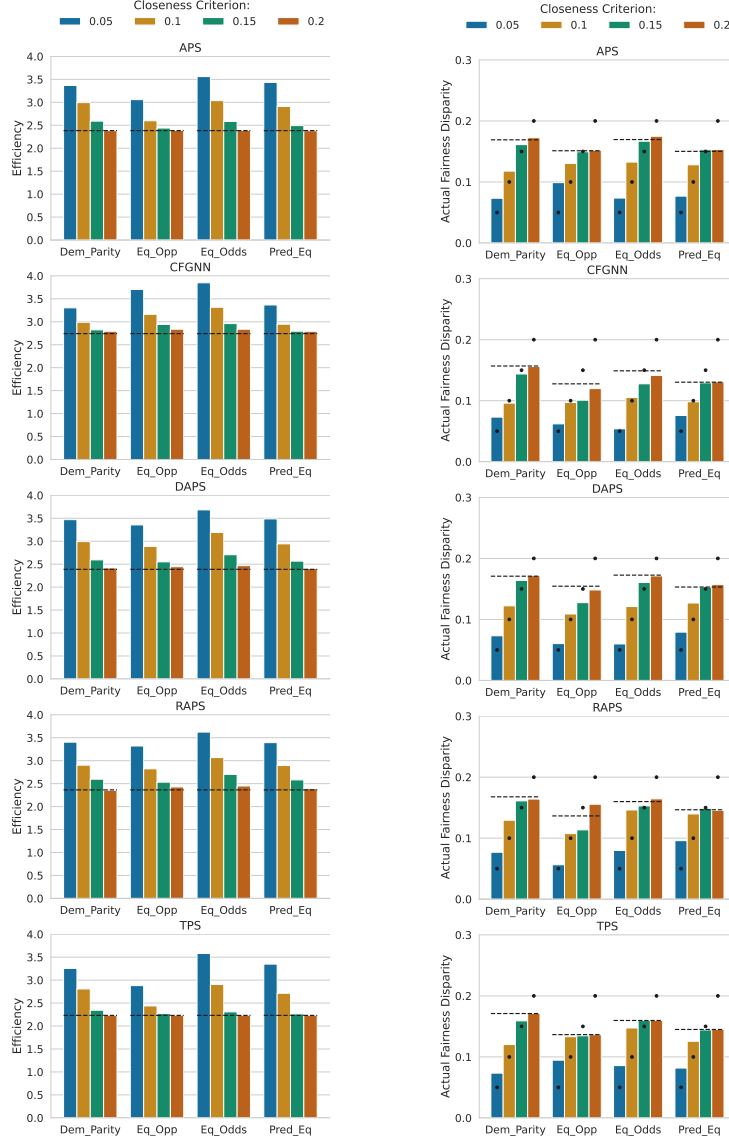 Closeness Criterion:
0.05 0.1 0.15 0.2
APS
Efficiency
4.0
3.5
3.0
2.5
2.0
1.5
1.0
0.5
0.0
Dem_Parity Eq_Opp Eq_Odds Pred_Eq
CFGNN
Efficiency
4.0
3.5
3.0
2.5
2.0
1.5
1.0
0.5
0.0
Dem_Parity Eq_Opp Eq_Odds Pred_Eq
DAPS
Efficiency
4.0
3.5
3.0
2.5
2.0
1.5
1.0
0.5
0.0
Dem_Parity Eq_Opp Eq_Odds Pred_Eq
RAPS
Efficiency
4.0
3.5
3.0
2.5
2.0
1.5
1.0
0.5
0.0
Dem_Parity Eq_Opp Eq_Odds Pred_Eq
TPS
Efficiency
4.0
3.5
3.0
2.5
2.0
1.5
1.0
0.5
0.0
Dem_Parity Eq_Opp Eq_Odds Pred_Eq
Closeness Criterion:
0.05 0.1 0.15 0.2
APS
Actual Fairness Disparity
0.3
0.2
0.1
0.0
Dem_Parity Eq_Opp Eq_Odds Pred_Eq
CFGNN
Actual Fairness Disparity
0.3
0.2
0.1
0.0
Dem_Parity Eq_Opp Eq_Odds Pred_Eq
DAPS
Actual Fairness Disparity
0.3
0.2
0.1
0.0
Dem_Parity Eq_Opp Eq_Odds Pred_Eq
RAPS
Actual Fairness Disparity
0.3
0.2
0.1
0.0
Dem_Parity Eq_Opp Eq_Odds Pred_Eq
TPS
Actual Fairness Disparity
0.3
0.2
0.1
0.0
Dem_Parity Eq_Opp Eq_Odds Pred_Eq